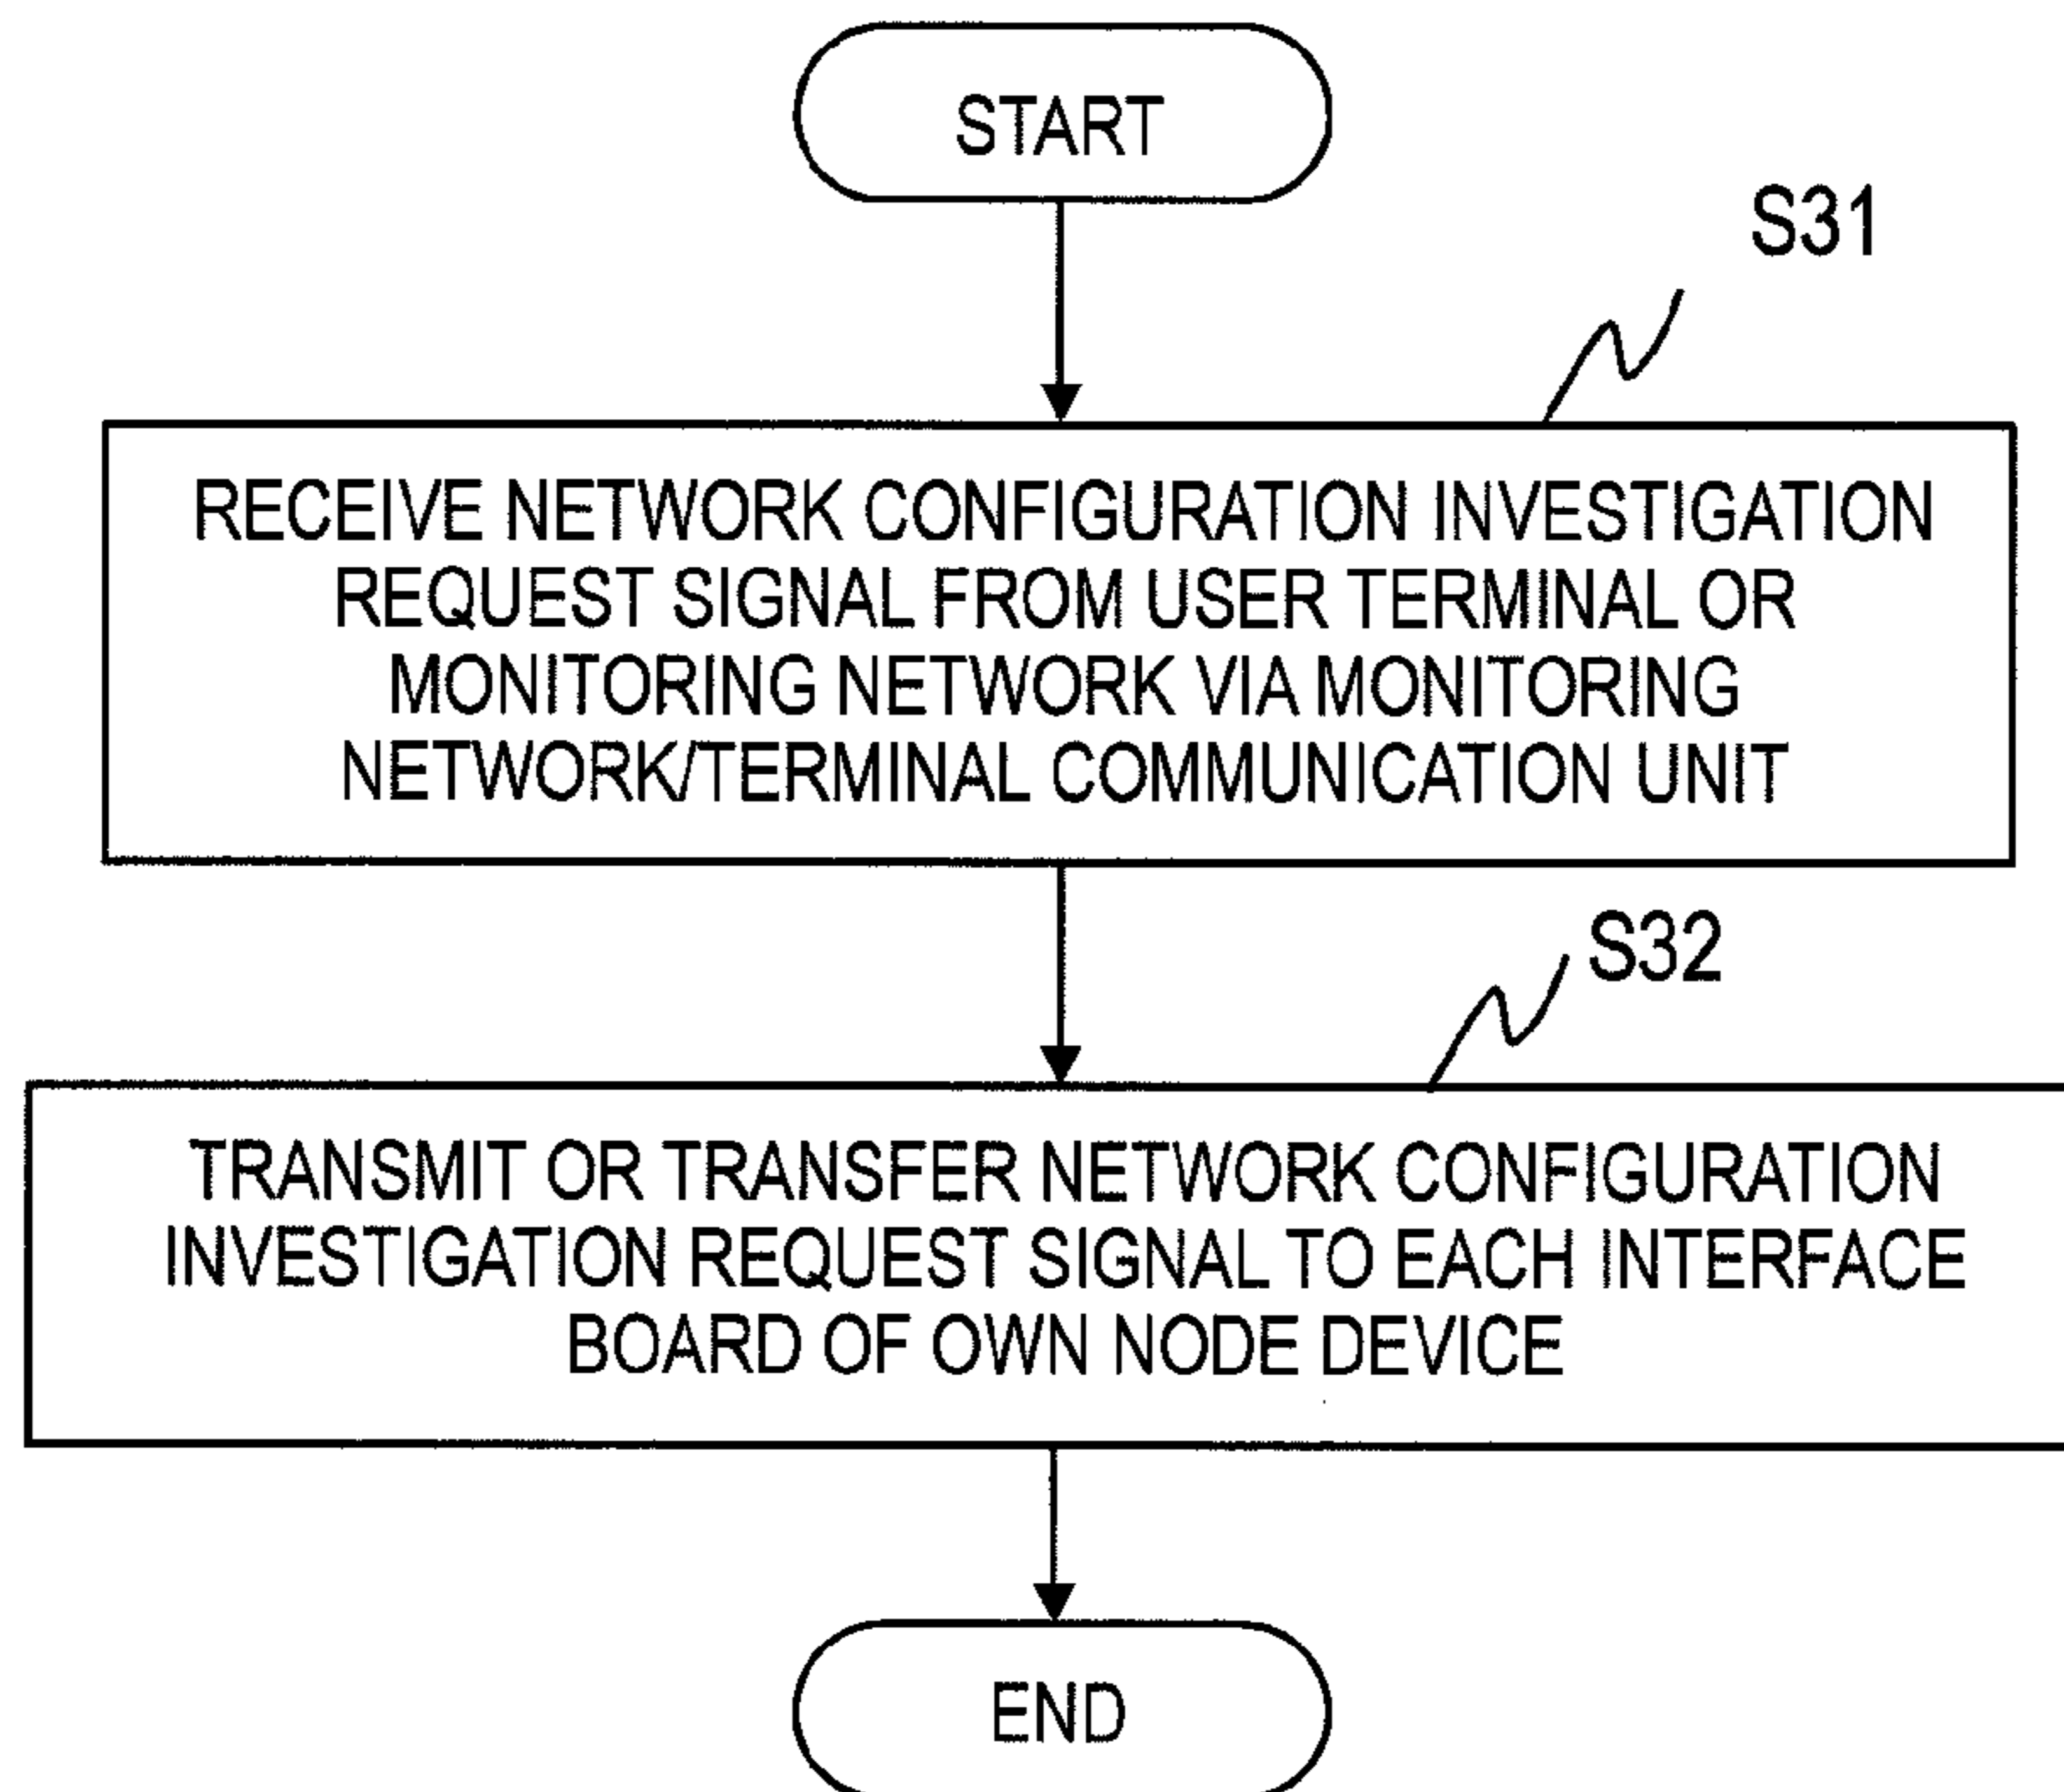 START
S31
RECEIVE NETWORK CONFIGURATION INVESTIGATION
REQUEST SIGNAL FROM USER TERMINAL OR
MONITORING NETWORK VIA MONITORING
NETWORK/TERMINAL COMMUNICATION UNIT
S32
TRANSMIT OR TRANSFER NETWORK CONFIGURATION
INVESTIGATION REQUEST SIGNAL TO EACH INTERFACE
BOARD OF OWN NODE DEVICE
END